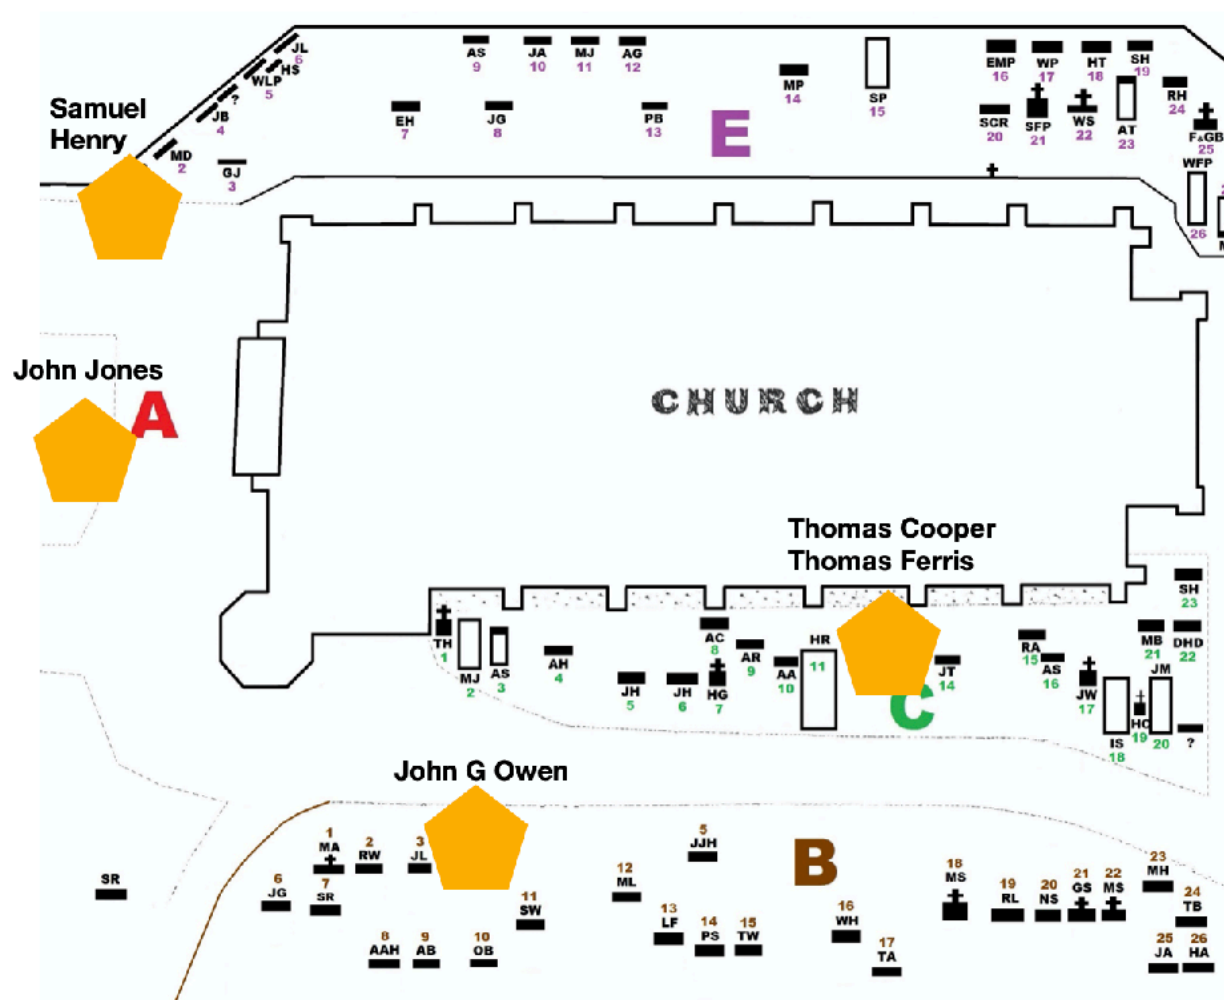 JL
6
HS
WLP
5
?
JB
4
MD
2
GJ
3
AS
9
JA
10
MJ
11
AG
12
EH
7
JG
8
PB
13
MP
14
SP
15
EMP
16
WP
17
HT
18
SH
19
SCR
20
SFP
21
WS
22
AT
23
RH
24
F&GB
25
WFP
26
E
Samuel
Henry
John Jones
A
CHURCH
Thomas Cooper
Thomas Ferris
TH
1
MJ
2
AS
3
AH
4
JH
5
JH
6
HG
7
AC
8
AR
9
AA
10
HR
11
JT
14
C
RA
15
AS
16
JW
17
IS
18
HC
19
JM
20
MB
21
DHD
22
SH
23
?
John G Owen
B
1
MA
2
RW
3
JL
5
JJH
6
JG
7
SR
SR
8
AAH
9
AB
10
OB
11
SW
12
ML
13
LF
14
PS
15
TW
16
WH
17
TA
18
MS
19
RL
20
NS
21
GS
22
MS
23
MH
24
TB
25
JA
26
HA